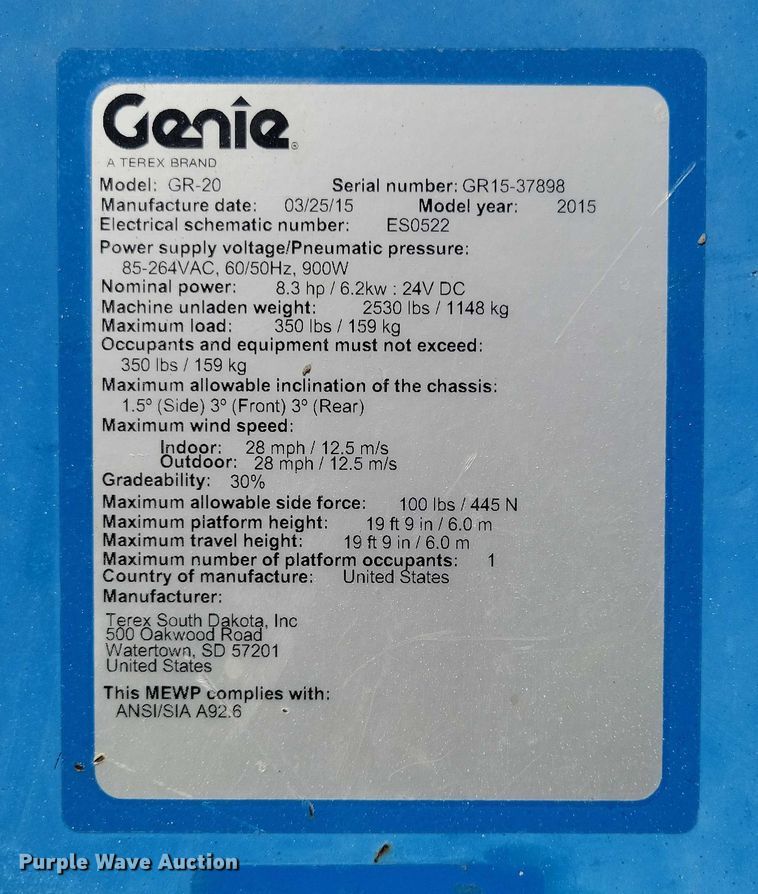 Genie®
A TEREX BRAND
Model: GR-20 Serial number: GR15-37898
Manufacture date: 03/25/15 Model year: 2015
Electrical schematic number: ES0522
Power supply voltage/Pneumatic pressure:
85-264VAC, 60/50Hz, 900W
Nominal power: 8.3 hp / 6.2kw : 24V DC
Machine unladen weight: 2530 lbs / 1148 kg
Maximum load: 350 lbs / 159 kg
Occupants and equipment must not exceed:
350 lbs / 159 kg
Maximum allowable inclination of the chassis:
1.5º (Side) 3º (Front) 3º (Rear)
Maximum wind speed:
Indoor: 28 mph / 12.5 m/s
Outdoor: 28 mph / 12.5 m/s
Gradeability: 30%
Maximum allowable side force: 100 lbs / 445 N
Maximum platform height: 19 ft 9 in / 6.0 m
Maximum travel height: 19 ft 9 in / 6.0 m
Maximum number of platform occupants: 1
Country of manufacture: United States
Manufacturer:
Terex South Dakota, Inc
500 Oakwood Road
Watertown, SD 57201
United States
This MEWP complies with:
ANSI/SIA A92.6
Purple Wave Auction